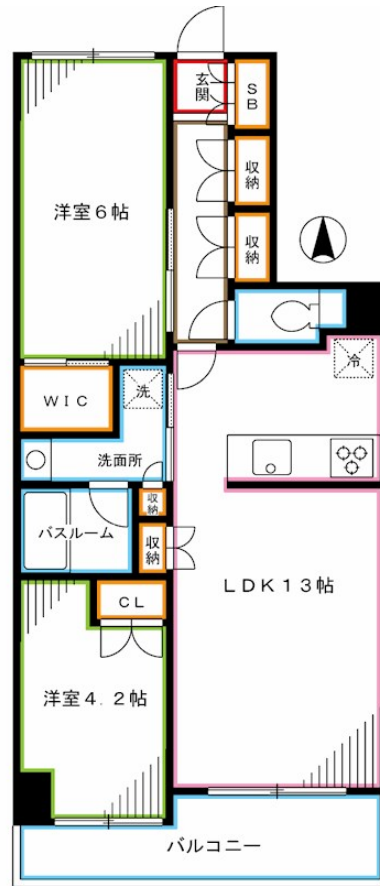 玄
関
SB
収納
収納
洋室6帖
冷
WIC
洗
洗面所
収納
バスルーム
収納
LDK13帖
CL
洋室4.2帖
バルコニー